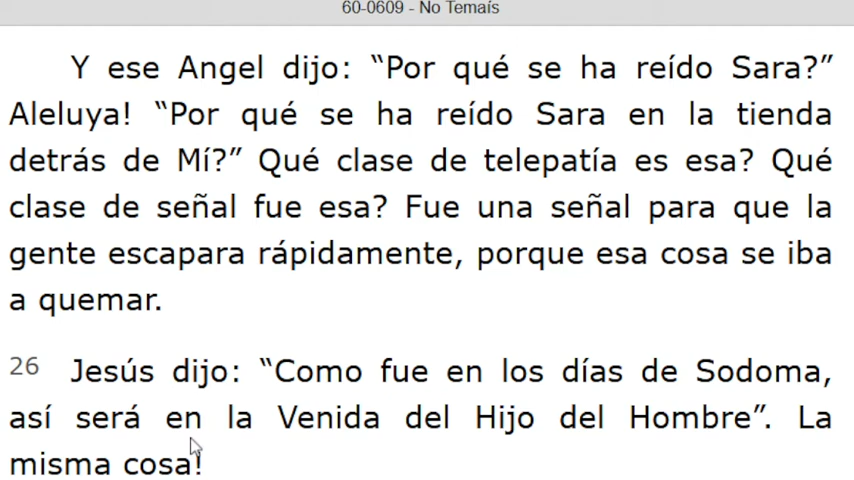 60-0609 - No Temaís
Y ese Angel dijo: “Por qué se ha reído Sara?”
Aleluya! “Por qué se ha reído Sara en la tienda
detrás de Mí?” Qué clase de telepatía es esa? Qué
clase de señal fue esa? Fue una señal para que la
gente escapara rápidamente, porque esa cosa se iba
a quemar.
26 Jesús dijo: “Como fue en los días de Sodoma,
así será en la Venida del Hijo del Hombre”. La
misma cosa!